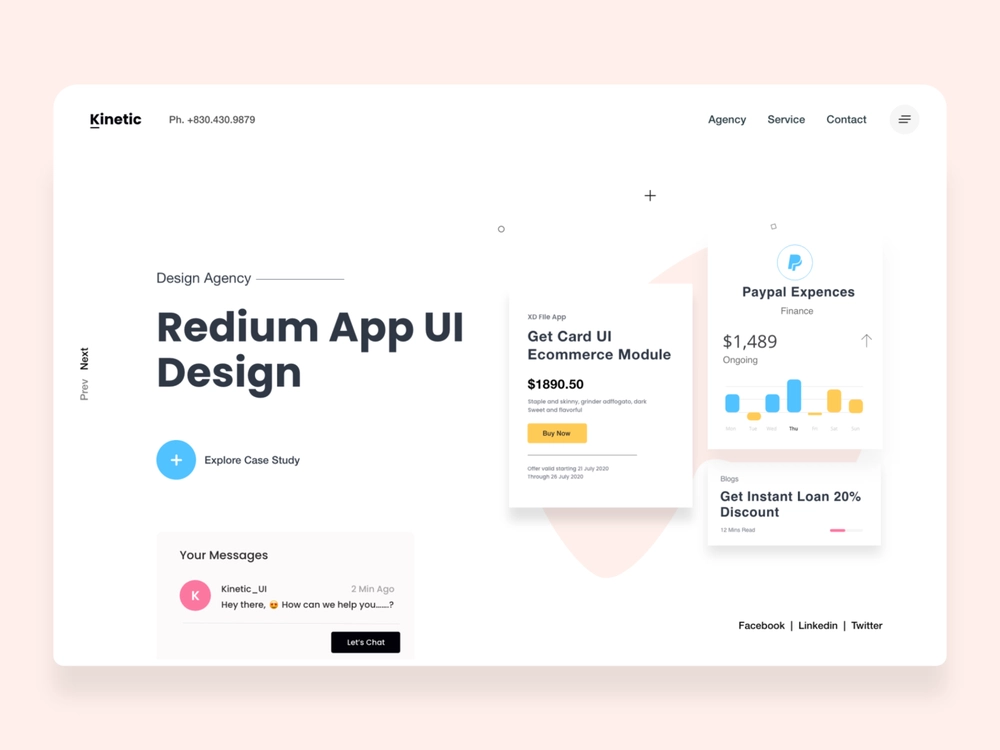 Kinetic
Ph. +830.430.9879
Agency
Service
Contact
Design Agency
Redium App UI
Design
Prev
Next
Explore Case Study
Your Messages
K
Kinetic_UI
2 Min Ago
Hey there, 😍 How can we help you......?
Let's Chat
XD File App
Get Card UI
Ecommerce Module
$1890.50
Staple and skinny, grinder adffogato, dark
Sweet and flavorful
Buy Now
Offer valid starting 21 July 2020
Through 26 July 2020
Paypal Expences
Finance
$1,489
Ongoing
Mon Tue Wed Thu Fri Sat Sun
Blogs
Get Instant Loan 20%
Discount
12 Mins Read
Facebook | Linkedin | Twitter